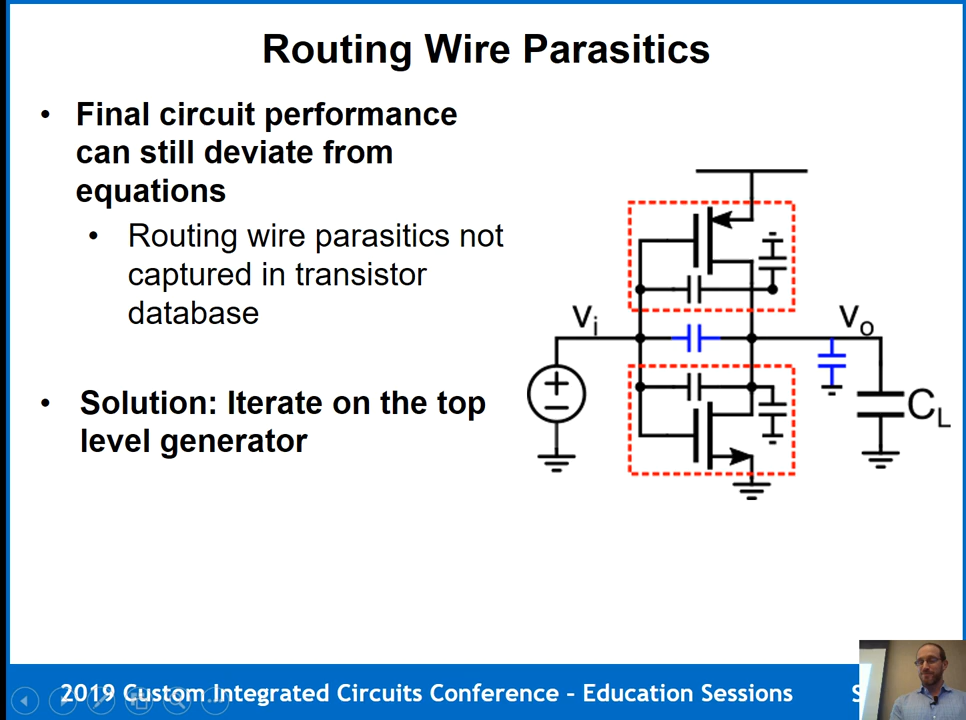 Routing Wire Parasitics
• Final circuit performance
can still deviate from
equations
• Routing wire parasitics not
captured in transistor
database
• Solution: Iterate on the top
level generator
Vi
Vo
CL
2019 Custom Integrated Circuits Conference - Education Sessions
S